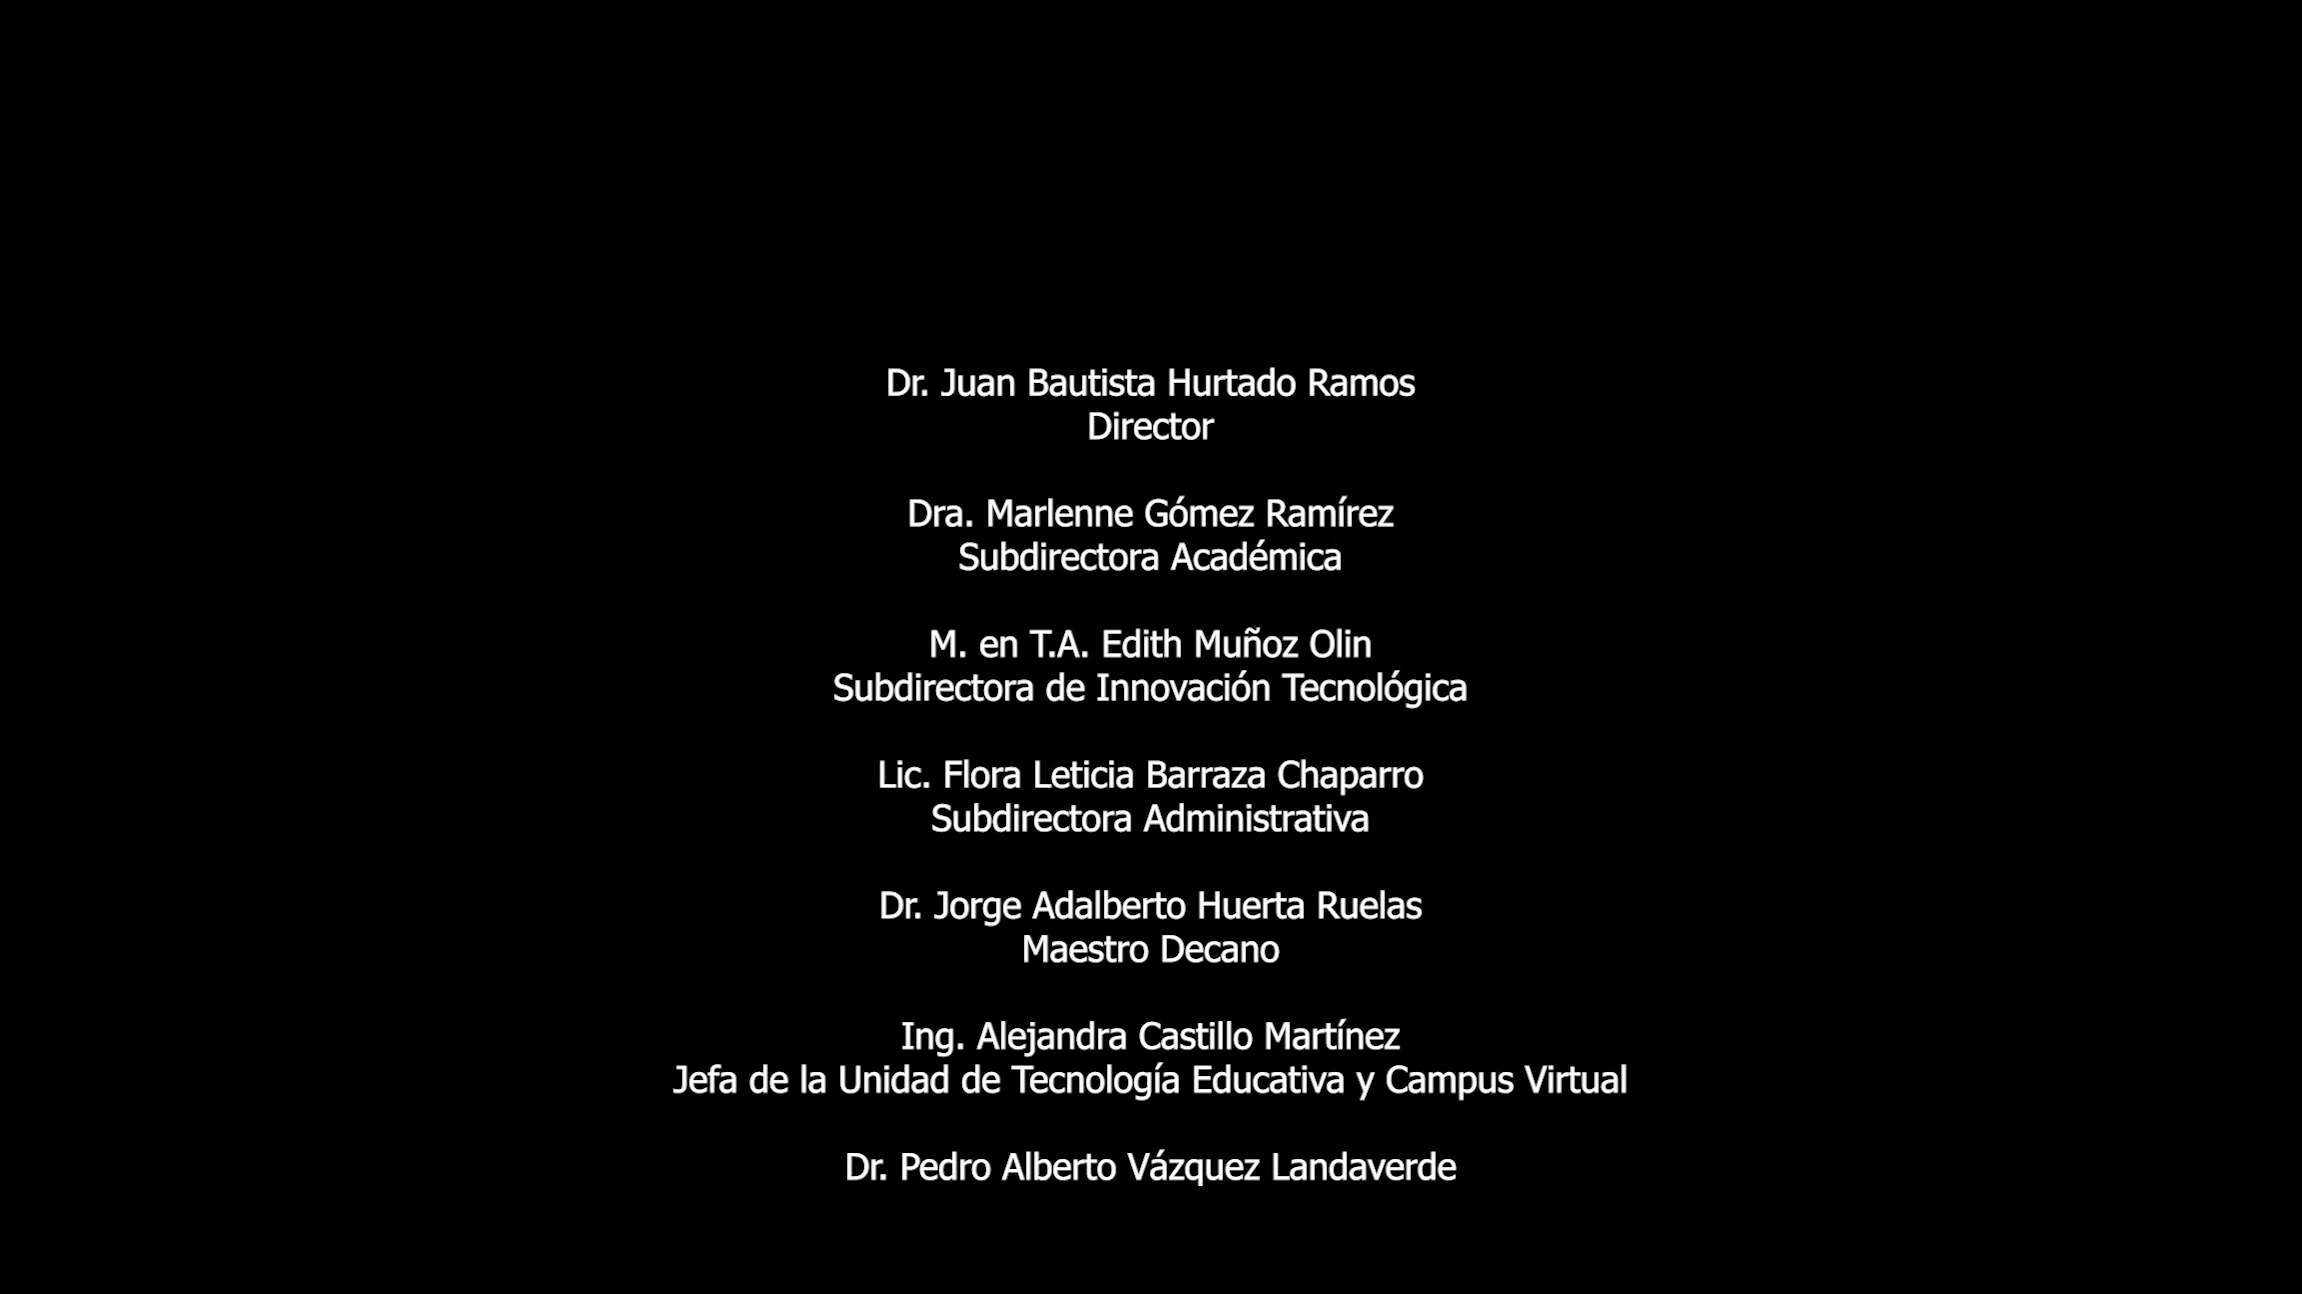 Dr. Juan Bautista Hurtado Ramos
Director
Dra. Marlenne Gómez Ramírez
Subdirectora Académica
M. en T.A. Edith Muñoz Olin
Subdirectora de Innovación Tecnológica
Lic. Flora Leticia Barraza Chaparro
Subdirectora Administrativa
Dr. Jorge Adalberto Huerta Ruelas
Maestro Decano
Ing. Alejandra Castillo Martínez
Jefa de la Unidad de Tecnología Educativa y Campus Virtual
Dr. Pedro Alberto Vázquez Landaverde